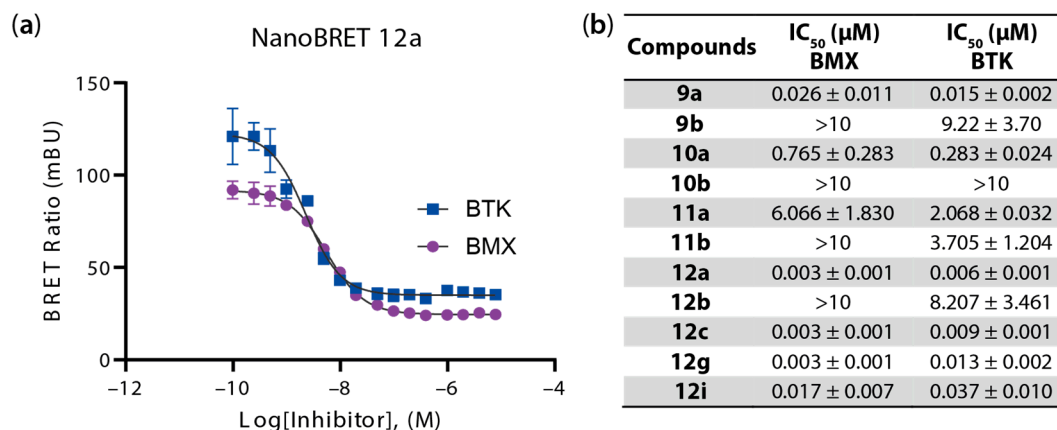 (a)
NanoBRET 12a
BRET Ratio (mBU)
150
100
50
0
BTK
BMX
−12 −10 −8 −6 −4
Log[Inhibitor], (M)
(b)
Compounds IC50 (μM) BMX IC50 (μM) BTK
9a 0.026 ± 0.011 0.015 ± 0.002
9b >10 9.22 ± 3.70
10a 0.765 ± 0.283 0.283 ± 0.024
10b >10 >10
11a 6.066 ± 1.830 2.068 ± 0.032
11b >10 3.705 ± 1.204
12a 0.003 ± 0.001 0.006 ± 0.001
12b >10 8.207 ± 3.461
12c 0.003 ± 0.001 0.009 ± 0.001
12g 0.003 ± 0.001 0.013 ± 0.002
12i 0.017 ± 0.007 0.037 ± 0.010